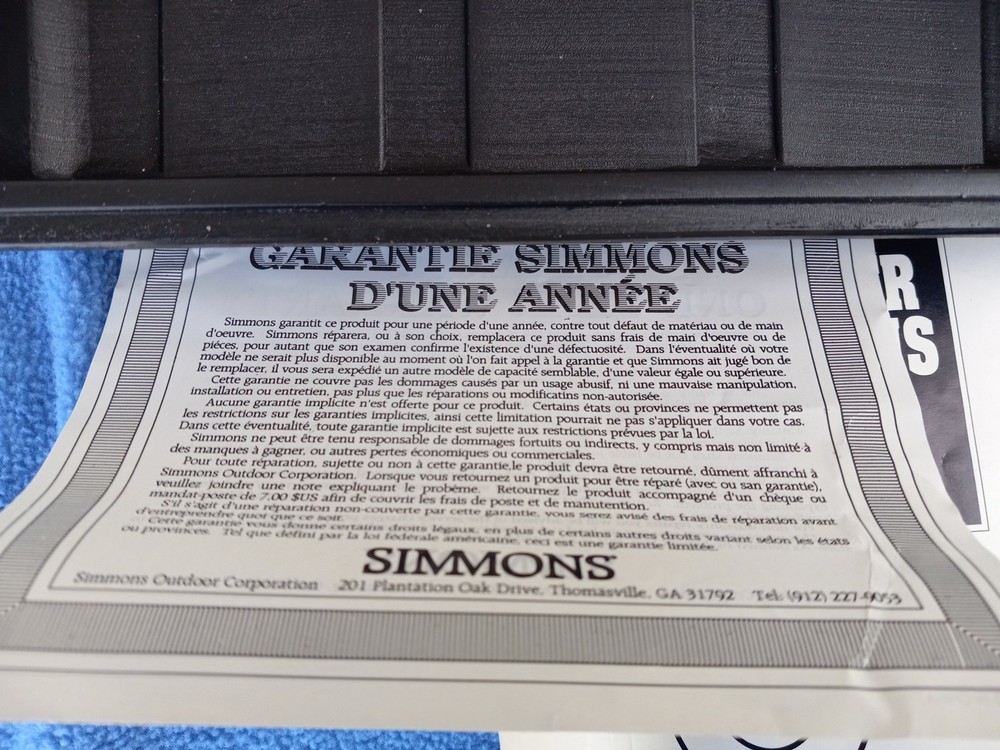 GARANTIE SIMMONS
D'UNE ANNÉE
Simmons garantit ce produit pour une période d'une année, contre tout défaut de matériau ou de main
d'oeuvre. Simmons réparera, ou à son choix, remplacera ce produit sans frais de main d'oeuvre ou de
piéces, pour autant que son examen confirme l'existence d'une défectuosité. Dans l'éventualité où votre
modèle ne serait plus disponible au moment où l'on fait appel à la garantie et que Simmons ait jugé bon de
le remplacer, il vous sera expédié un autre modèle de capacité semblable, d'une valeur égale ou supérieure.
Cette garantie ne couvre pas les dommages causés par un usage abusif, ni une mauvaise manipulation,
installation ou entretien, pas plus que les réparations ou modificatins non-autorisée.
Aucune garantie implicite n'est offerte pour ce produit. Certains états ou provinces ne permettent pas
les restrictions sur les garanties implicites, ainsi cette limitation pourrait ne pas s'appliquer dans votre cas.
Dans cette éventualité, toute garantie implicite est sujette aux restrictions prévues par la loi.
Simmons ne peut être tenu responsable de dommages fortuits ou indirects, y compris mais non limité à
des manques à gagner, ou autres pertes économiques ou commerciales.
Pour toute réparation, sujette ou non à cette garantie,le produit devra être retourné, dûment affranchi à
Simmons Outdoor Corporation. Lorsque vous retournez un produit pour être réparé (avec ou san garantie),
veuillez joindre une note expliquant le probème. Retournez le produit accompagné d'un chèque ou
mandat-poste de 7.00 $US afin de couvrir les frais de poste et de manutention.
S'il s'agit d'une réparation non-couverte par cette garantie, vous serez avisé des frais de réparation avant
d'entreprendre quoi que ce soit.
Cette garantie vous donne certains droits légaux, en plus de certains autres droits variant selon les états
ou provinces. Tel que défini par la loi fédérale américaine, ceci est une garantie limitée.
SIMMONS
Simmons Outdoor Corporation 201 Plantation Oak Drive, Thomasville, GA 31792 Tel: (912) 227-9053
R
S